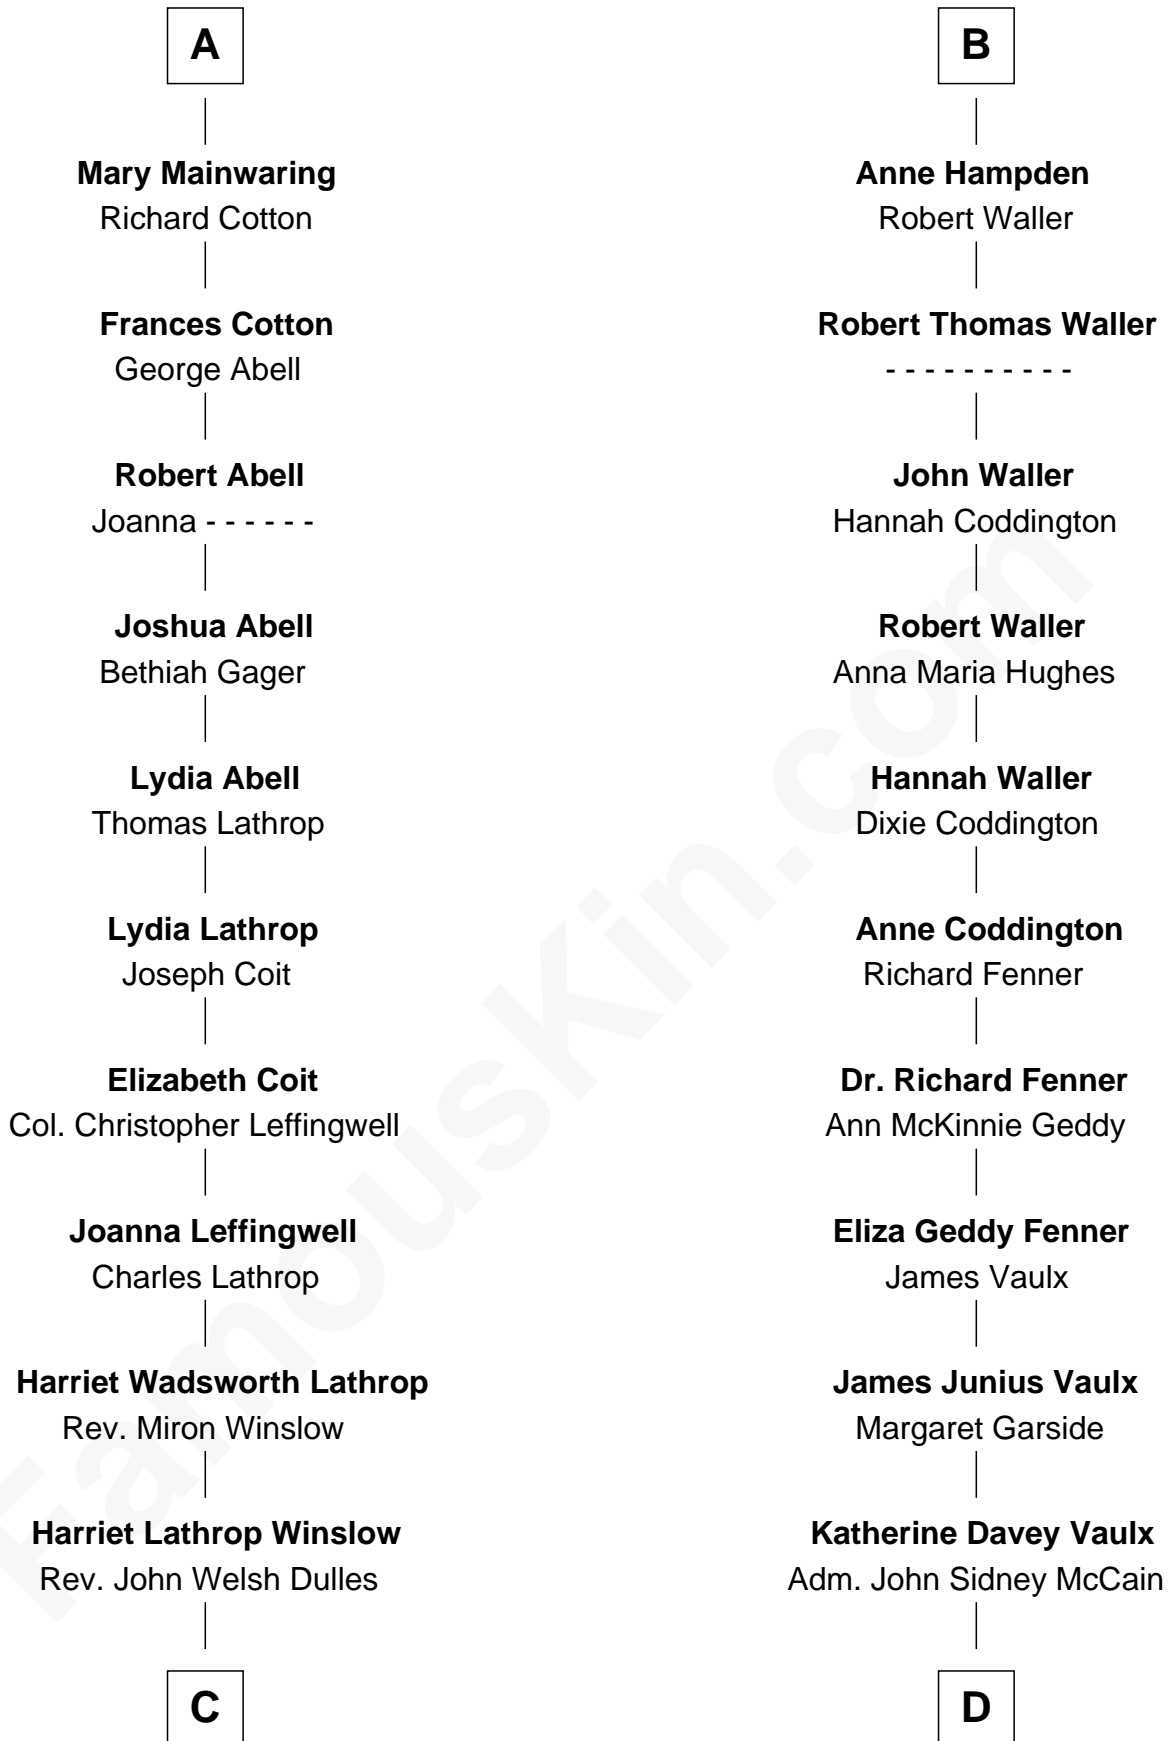 A
Mary Mainwaring
Richard Cotton
Frances Cotton
George Abell
Robert Abell
Joanna - - - - - -
Joshua Abell
Bethiah Gager
Lydia Abell
Thomas Lathrop
Lydia Lathrop
Joseph Coit
Elizabeth Coit
Col. Christopher Leffingwell
Joanna Leffingwell
Charles Lathrop
Harriet Wadsworth Lathrop
Rev. Miron Winslow
Harriet Lathrop Winslow
Rev. John Welsh Dulles
C
B
Anne Hampden
Robert Waller
Robert Thomas Waller
- - - - - - - - - -
John Waller
Hannah Coddington
Robert Waller
Anna Maria Hughes
Hannah Waller
Dixie Coddington
Anne Coddington
Richard Fenner
Dr. Richard Fenner
Ann McKinnie Geddy
Eliza Geddy Fenner
James Vaulx
James Junius Vaulx
Margaret Garside
Katherine Davey Vaulx
Adm. John Sidney McCain
D
FamousKin.com